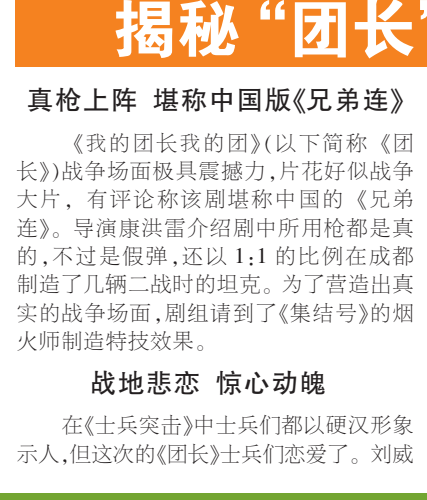 揭秘“团长”
真枪上阵 堪称中国版《兄弟连》
《我的团长我的团》(以下简称《团
长》)战争场面极具震撼力,片花好似战争
大片，有评论称该剧堪称中国的《兄弟
连》。导演康洪雷介绍剧中所用枪都是真
的,不过是假弹,还以 1:1 的比例在成都
制造了几辆二战时的坦克。为了营造出真
实的战争场面,剧组请到了《集结号》的烟
火师制造特技效果。
战地悲恋 惊心动魄
在《士兵突击》中士兵们都以硬汉形象
示人,但这次的《团长》士兵们恋爱了。刘威